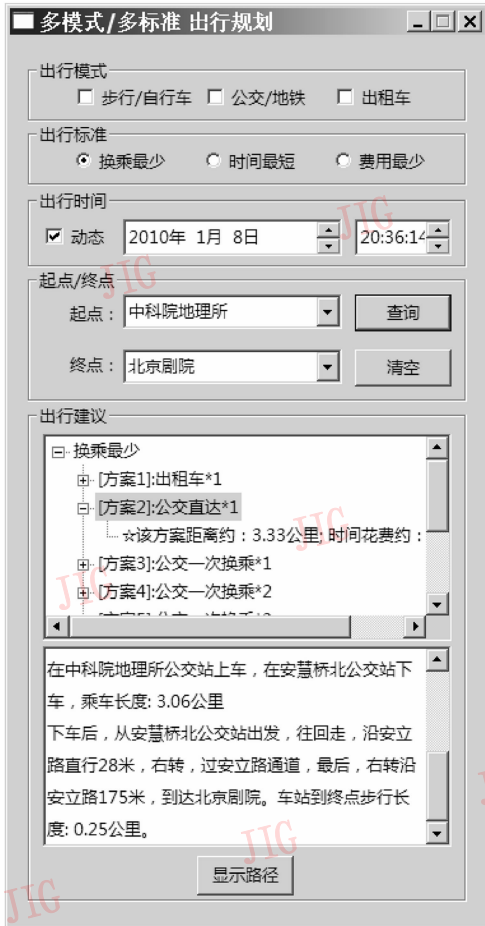 多模式/多标准 出行规划
出行模式
步行/自行车 公交/地铁 出租车
出行标准
换乘最少 时间最短 费用最少
出行时间
动态 2010年 1月 8日 20:36:14
起点/终点
起点： 中科院地理所 查询
终点： 北京剧院 清空
出行建议
换乘最少
[方案1]:出租车*1
[方案2]:公交直达*1
☆该方案距离约：3.33公里; 时间花费约：
[方案3]:公交一次换乘*1
[方案4]:公交一次换乘*2
在中科院地理所公交站上车，在安慧桥北公交站下
车，乘车长度: 3.06公里
下车后，从安慧桥北公交站出发，往回走，沿安立
路直行28米，右转，过安立路通道，最后，右转沿
安立路175米，到达北京剧院。车站到终点步行长
度: 0.25公里。
显示路径
JIG
JIG
JIG
JIG
JIG
JIG